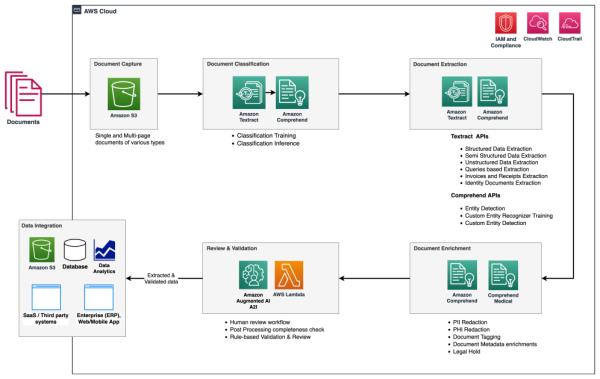 AWS Cloud
IAM and
Compliance
CloudWatch
CloudTrail
Documents
Document Capture
Amazon S3
Single and Multi-page
documents of various types
Document Classification
Amazon
Textract
Amazon
Comprehend
• Classification Training
• Classification Inference
Document Extraction
Amazon
Textract
Amazon
Comprehend
Textract APIs
• Structured Data Extraction
• Semi Structured Data Extraction
• Unstructured Data Extraction
• Queries based Extraction
• Invoices and Receipts Extraction
• Identity Documents Extraction
Comprehend APIs
• Entity Detection
• Custom Entity Recognizer Training
• Custom Entity Detection
Document Enrichment
Amazon
Comprehend
Comprehend
Medical
• PII Redaction
• PHI Redaction
• Document Tagging
• Document Metadata enrichments
• Legal Hold
Review & Validation
Amazon
Augmented AI
A2I
AWS Lambda
• Human review workflow
• Post Processing completeness check
• Rule-based Validation & Review
Extracted &
Validated data
Data Integration
Amazon S3
Database
Data
Analytics
SaaS / Third party
systems
Enterprise (ERP),
Web/Mobile App